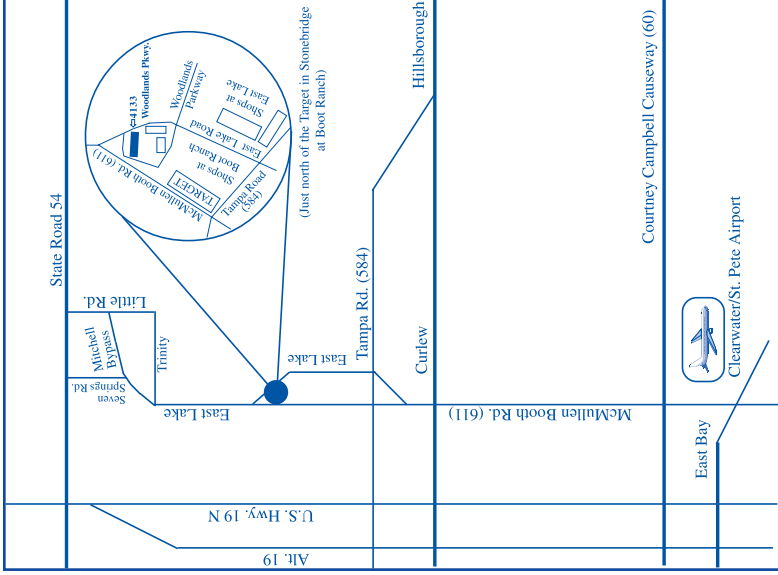 ⇦4133
Woodlands Pkwy.
Woodlands
Parkway
East Lake
Shops at
East Lake Road
Shops at
Boot Ranch
TARGET
McMullen Booth Rd. (611)
Tampa Road
(584)
(Just north of the Target in Stonebridge
at Boot Ranch)
Hillsborough
Courtney Campbell Causeway (60)
State Road 54
Little Rd.
Mitchell
Bypass
Trinity
Seven
Springs Rd.
East Lake
East Lake
Tampa Rd. (584)
Curlew
McMullen Booth Rd. (611)
Clearwater/St. Pete Airport
East Bay
U.S. Hwy. 19 N
Alt. 19